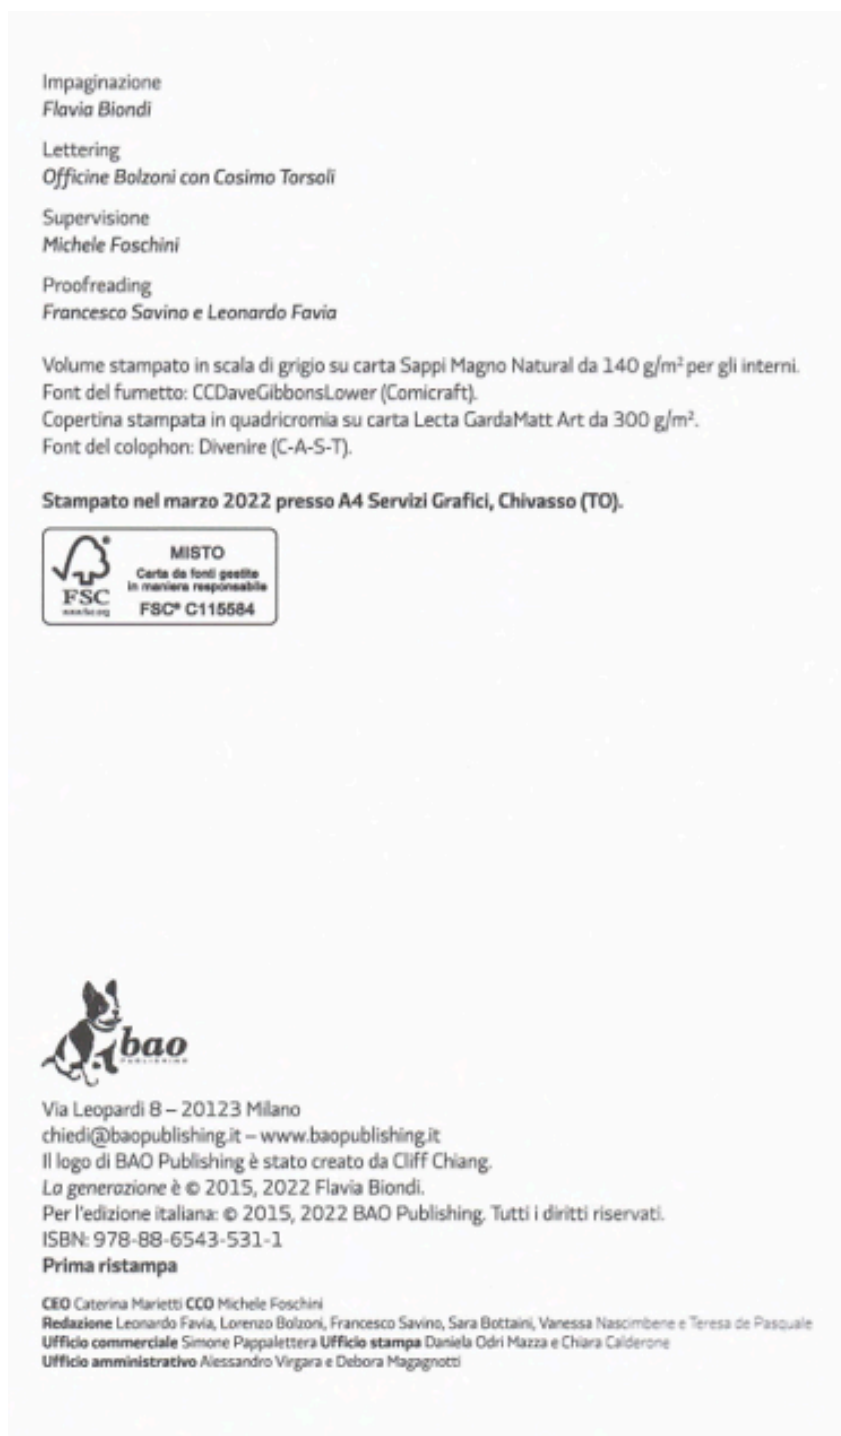 Impaginazione
Flavia Biondi
Lettering
Officine Bolzoni con Cosimo Torsoli
Supervisione
Michele Foschini
Proofreading
Francesco Savino e Leonardo Favia
Volume stampato in scala di grigio su carta Sappi Magno Natural da 140 g/m² per gli interni.
Font del fumetto: CCDaveGibbonsLower (Comicraft).
Copertina stampata in quadricromia su carta Lecta GardaMatt Art da 300 g/m².
Font del colophon: Divenire (C-A-S-T).
Stampato nel marzo 2022 presso A4 Servizi Grafici, Chivasso (TO).
MISTO
Carta da fonti gestite
in maniera responsabile
FSC® C115584
FSC
www.fsc.org
bao
PUBLISHING
Via Leopardi 8 – 20123 Milano
chiedi@baopublishing.it – www.baopublishing.it
Il logo di BAO Publishing è stato creato da Cliff Chiang.
La generazione è © 2015, 2022 Flavia Biondi.
Per l'edizione italiana: © 2015, 2022 BAO Publishing. Tutti i diritti riservati.
ISBN: 978-88-6543-531-1
Prima ristampa
CEO Caterina Marietti CCO Michele Foschini
Redazione Leonardo Favia, Lorenzo Bolzoni, Francesco Savino, Sara Bottaini, Vanessa Nascimbene e Teresa de Pasquale
Ufficio commerciale Simone Pappalettera Ufficio stampa Daniela Odri Mazza e Chiara Calderone
Ufficio amministrativo Alessandro Virgara e Debora Magagnotti